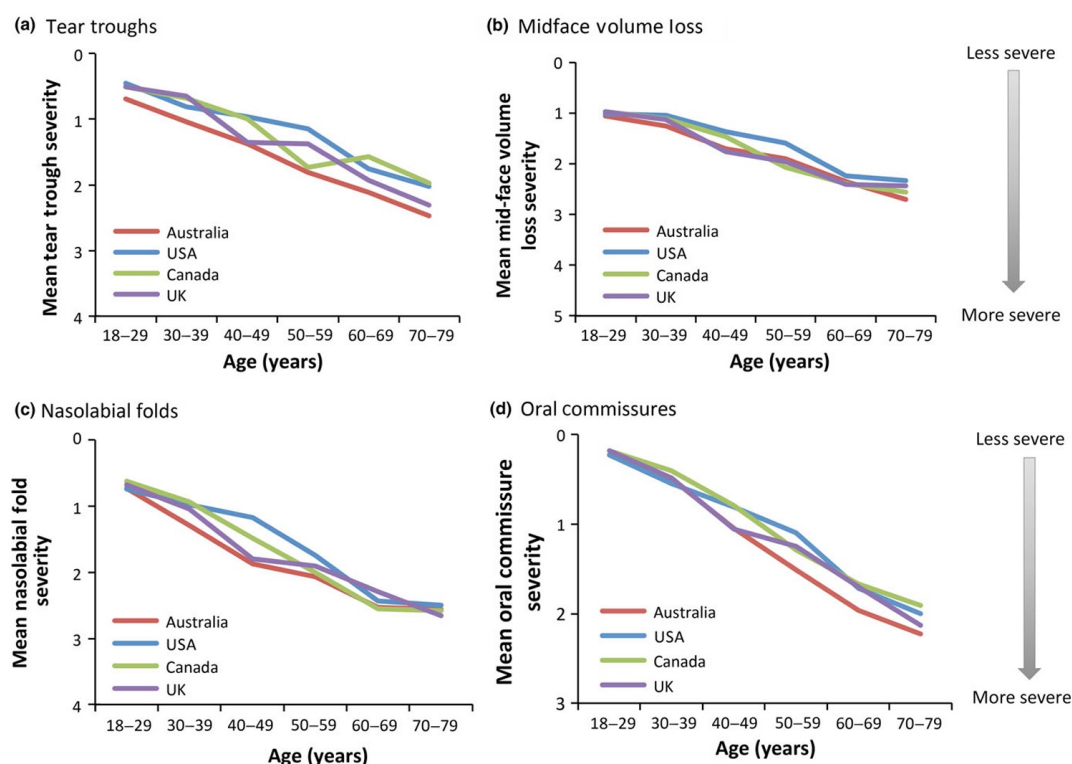 (a) Tear troughs
0
1
2
3
4
Mean tear trough severity
Australia
USA
Canada
UK
18–29 30–39 40–49 50–59 60–69 70–79
Age (years)
(b) Midface volume loss
0
1
2
3
4
5
Mean mid-face volume
loss severity
Australia
USA
Canada
UK
18–29 30–39 40–49 50–59 60–69 70–79
Age (years)
Less severe
More severe
(c) Nasolabial folds
0
1
2
3
4
Mean nasolabial fold
severity
Australia
USA
Canada
UK
18–29 30–39 40–49 50–59 60–69 70–79
Age (years)
(d) Oral commissures
0
1
2
3
Mean oral commissure
severity
Australia
USA
Canada
UK
18–29 30–39 40–49 50–59 60–69 70–79
Age (years)
Less severe
More severe